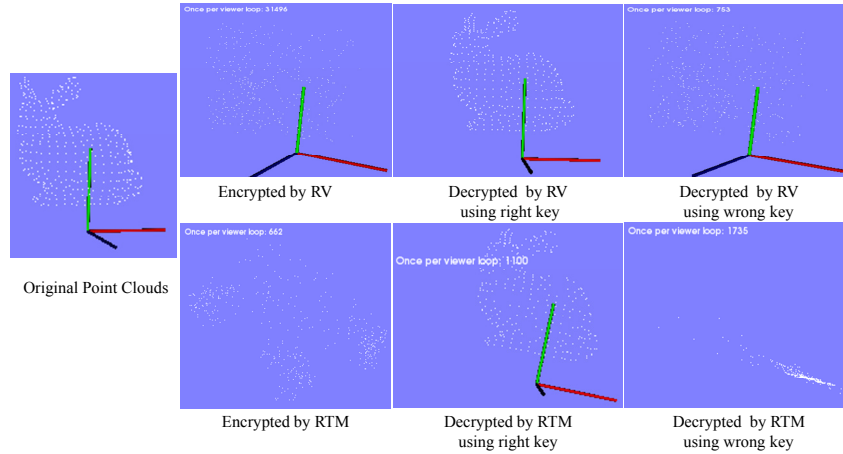 Once per viewer loop: 31496
Once per viewer loop: 753
Encrypted by RV
Decrypted by RV
using right key
Decrypted by RV
using wrong key
Original Point Clouds
Once per viewer loop: 662
Once per viewer loop: 1100
Once per viewer loop: 1735
Encrypted by RTM
Decrypted by RTM
using right key
Decrypted by RTM
using wrong key